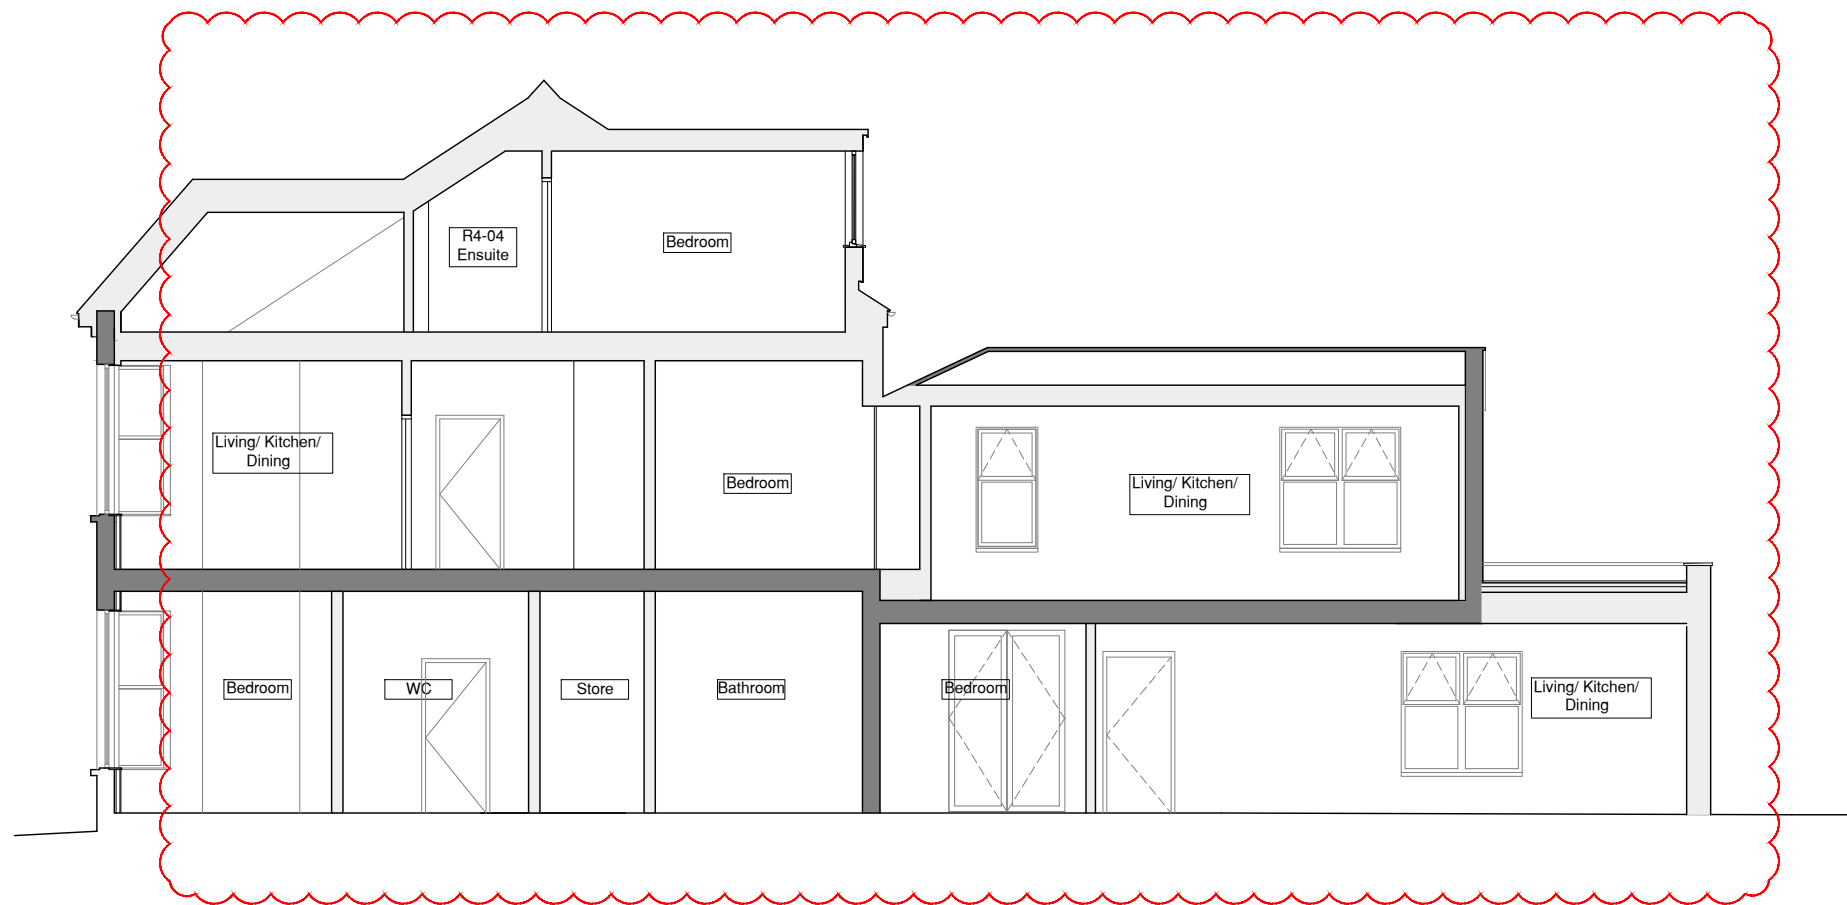 R4-04
Ensuite
Bedroom
Living/ Kitchen/
Dining
Bedroom
Living/ Kitchen/
Dining
Bedroom
WC
Store
Bathroom
Bedroom
Living/ Kitchen/
Dining